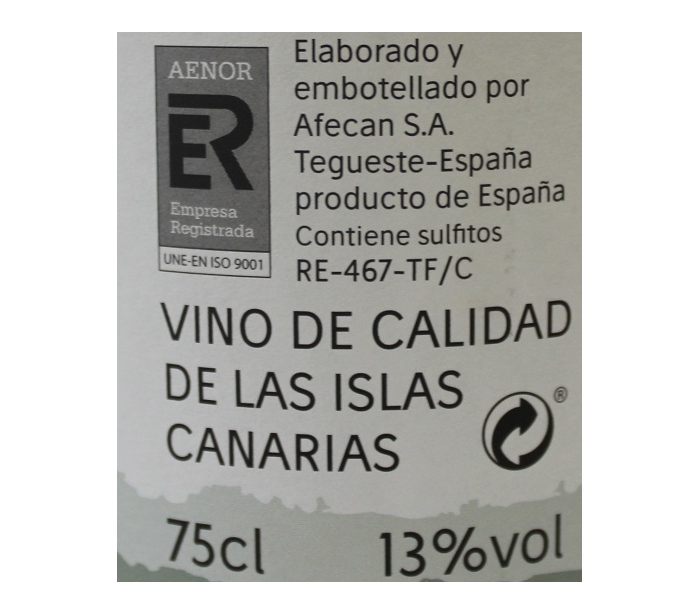 AENOR
ER
Empresa
Registrada
UNE-EN ISO 9001
Elaborado y
embotellado por
Afecan S.A.
Tegueste-España
producto de España
Contiene sulfitos
RE-467-TF/C
VINO DE CALIDAD
DE LAS ISLAS
CANARIAS
®
75cl 13%vol